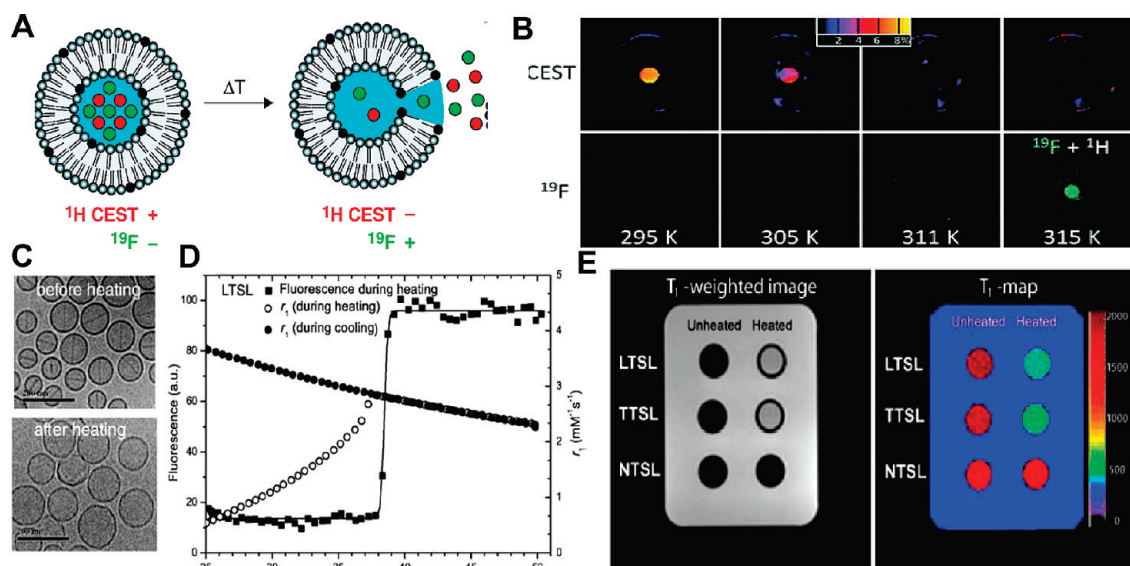 A
ΔT
¹H CEST +
¹⁹F −
¹H CEST −
¹⁹F +
B
2 4 6 8%
CEST
¹⁹F + ¹H
¹⁹F
295 K 305 K 311 K 315 K
C
before heating
after heating
D
LTSL
Fluorescence during heating
r₁ (during heating)
r₁ (during cooling)
Fluorescence (a.u.)
100
80
60
40
20
0
5
4
3
2
1
0
r₁ (mM⁻¹s⁻¹)
E
T₁ -weighted image
Unheated Heated
LTSL
TTSL
NTSL
T₁ -map
Unheated Heated
LTSL
TTSL
NTSL
2000
1500
1000
500
0